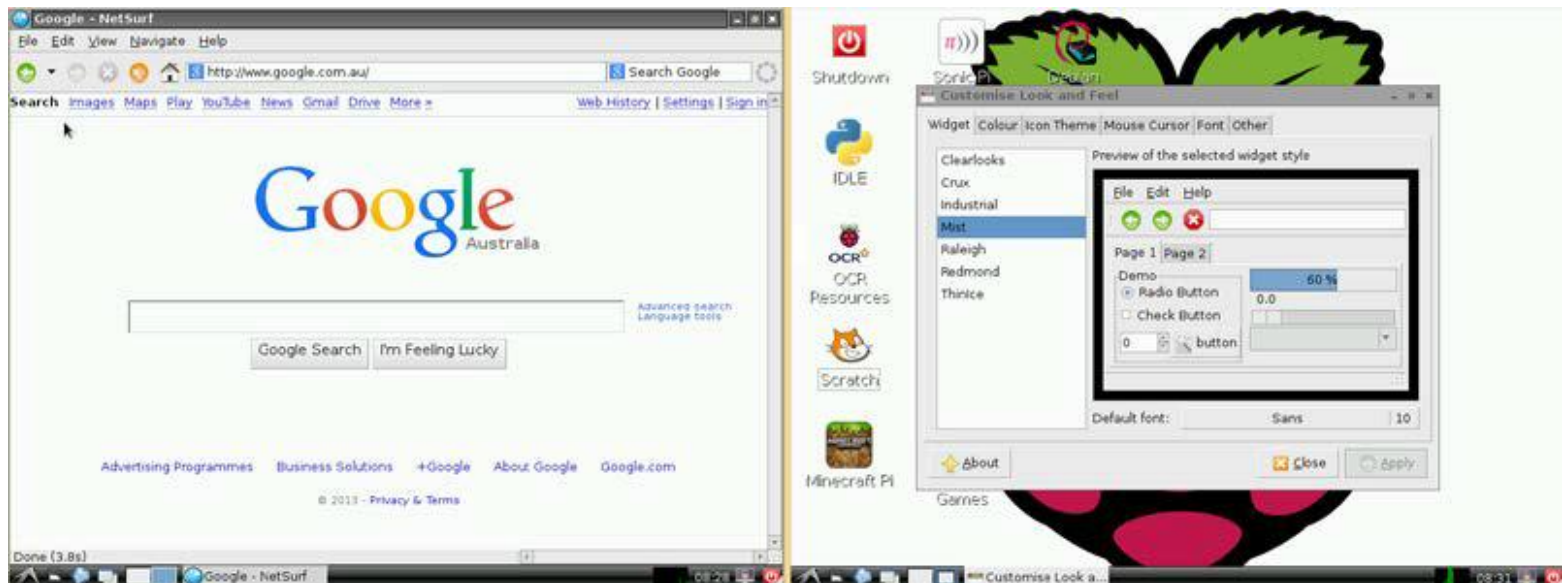 Google - NetSurf
File Edit View Navigate Help
http://www.google.com.au/ Search Google
Search Images Maps Play YouTube News Gmail Drive More »
Web History | Settings | Sign in
Google
Australia
Advanced search
Language tools
Google Search I'm Feeling Lucky
Advertising Programmes Business Solutions +Google About Google Google.com
© 2013 - Privacy & Terms
Done (3.8s)
Google - NetSurf
08:28
Shutdown
π)))
Sonic Pi
Debian
IDLE
OCR
OCR
Resources
Scratch
Minecraft Pi
Games
Customise Look and Feel
Widget Colour Icon Theme Mouse Cursor Font Other
Clearlooks
Crux
Industrial
Mist
Raleigh
Redmond
ThinIce
Preview of the selected widget style
File Edit Help
Page 1 Page 2
Demo
Radio Button
Check Button
0 button
60 %
0.0
Default font: Sans 10
About Close Apply
Customise Look a...
08:31